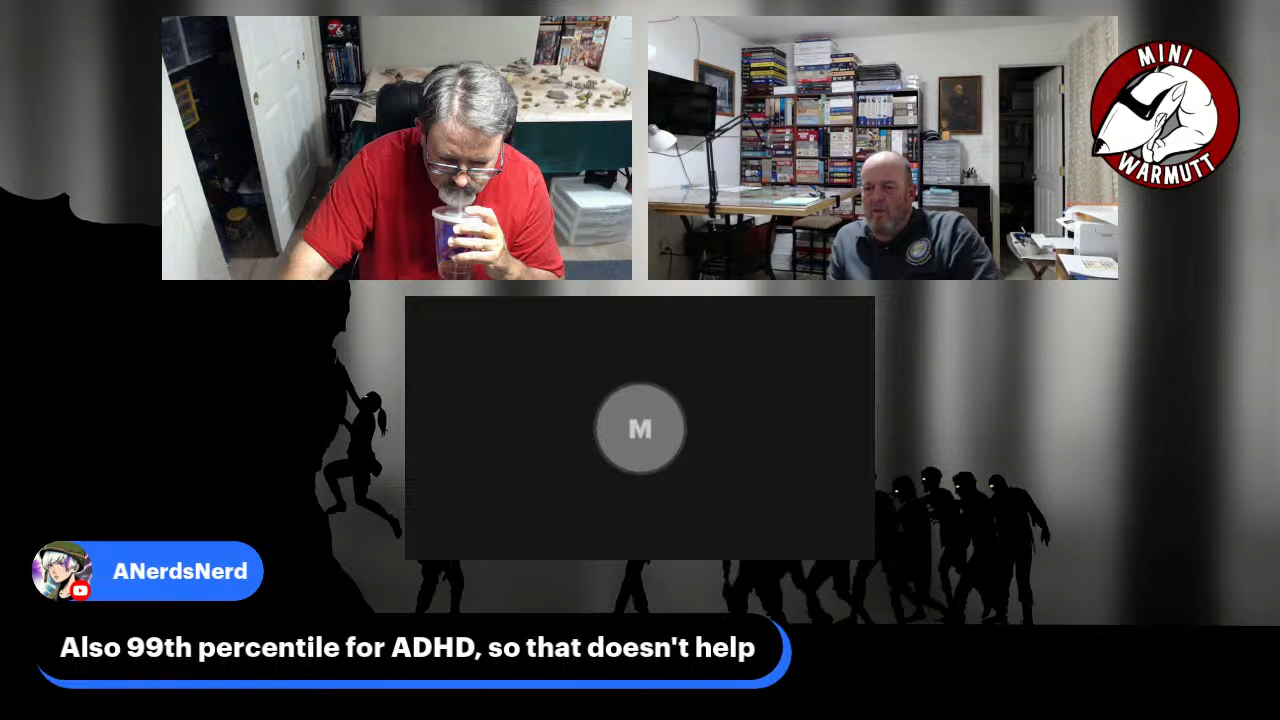 MINI
WARMUTT
M
ANerdsNerd
Also 99th percentile for ADHD, so that doesn't help